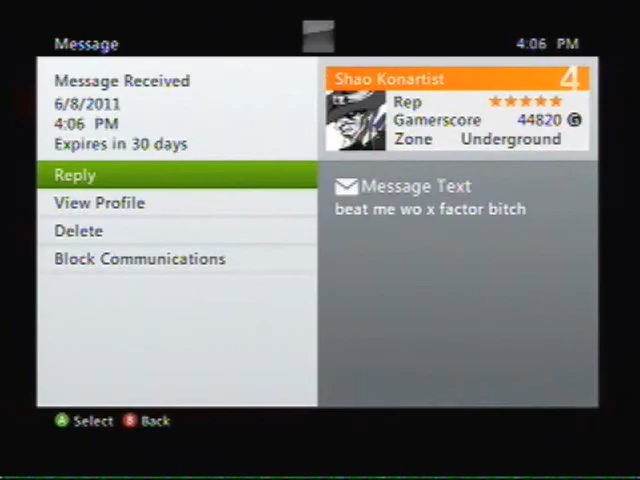 Message
4:06 PM
Message Received
6/8/2011
4:06 PM
Expires in 30 days
Reply
View Profile
Delete
Block Communications
Shao Konartist
4
Rep ★★★★★
Gamerscore 44820 G
Zone Underground
Message Text
beat me wo x factor bitch
A Select B Back